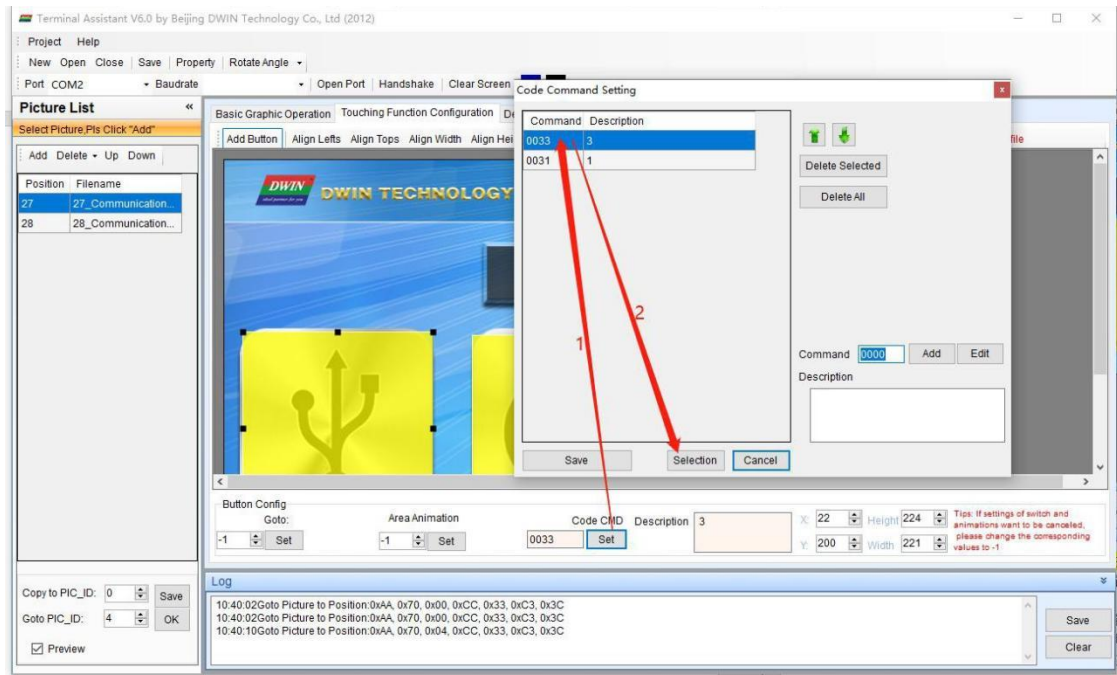 Terminal Assistant V6.0 by Beijing DWIN Technology Co., Ltd (2012)
Project Help
New Open Close Save Property Rotate Angle
Port COM2 Baudrate Open Port Handshake Clear Screen
Picture List
Select Picture,Pls Click "Add"
Add Delete Up Down
Position Filename
27 27_Communication...
28 28_Communication...
Copy to PIC_ID: 0 Save
Goto PIC_ID: 4 OK
Preview
Basic Graphic Operation Touching Function Configuration De
Add Button Align Lefts Align Tops Align Width Align Hei
file
DWIN DWIN TECHNOLOGY
Code Command Setting
x
Command Description
0033 3
0031 1
Delete Selected
Delete All
1
2
Command 0000 Add Edit
Description
Save Selection Cancel
Button Config
Goto: Area Animation Code CMD Description 3
-1 Set -1 Set 0033 Set
X: 22 Height 224
Y: 200 Width 221
Tips: If settings of switch and
animations want to be canceled,
please change the corresponding
values to -1
Log
10:40:02Goto Picture to Position:0xAA, 0x70, 0x00, 0xCC, 0x33, 0xC3, 0x3C
10:40:02Goto Picture to Position:0xAA, 0x70, 0x00, 0xCC, 0x33, 0xC3, 0x3C
10:40:10Goto Picture to Position:0xAA, 0x70, 0x04, 0xCC, 0x33, 0xC3, 0x3C
Save
Clear